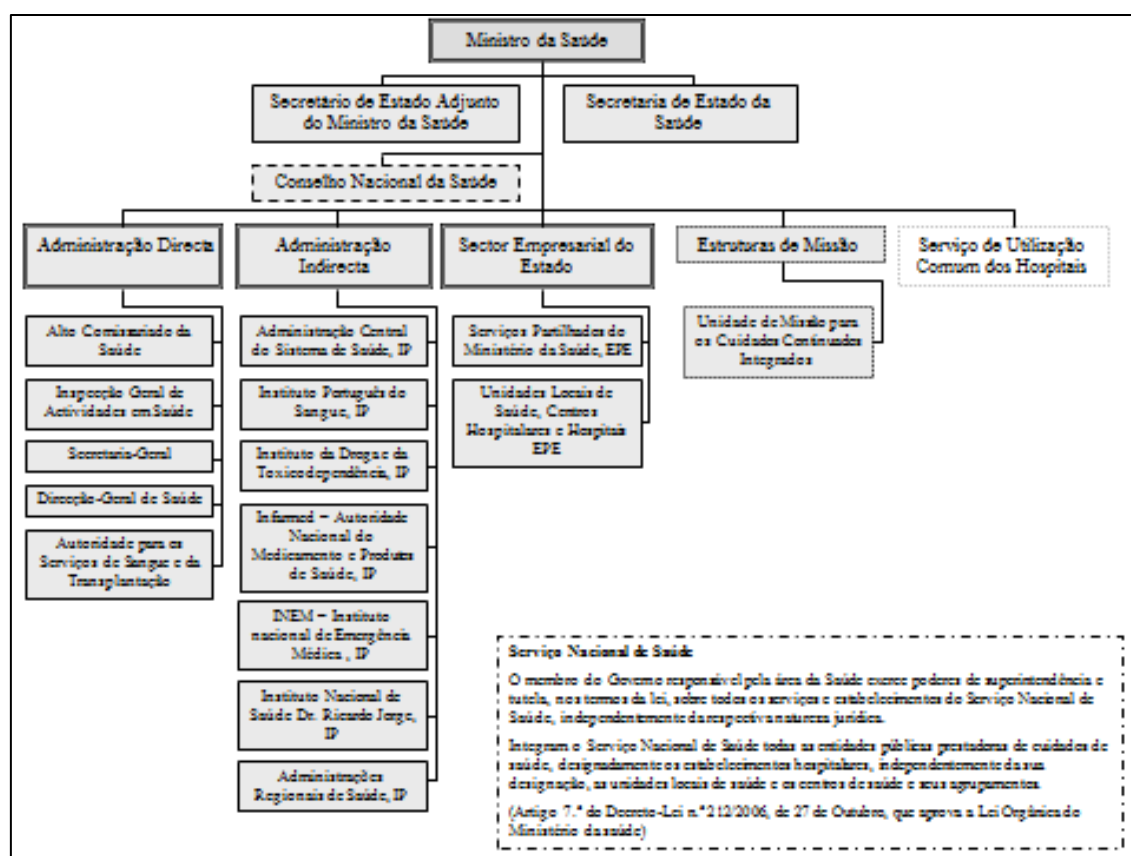 Ministro da Saúde
Secretário de Estado Adjunto
do Ministro da Saúde
Secretaria de Estado da
Saúde
Conselho Nacional da Saúde
Administração Directa
Administração
Indirecta
Sector Empresarial do
Estado
Estruturas de Missão
Serviço de Utilização
Comum dos Hospitais
Alto Comissariado da
Saúde
Inspecção Geral de
Actividades em Saúde
Secretaria-Geral
Direcção-Geral de Saúde
Autoridade para os
Serviços de Sangue e da
Transplantação
Administração Central
do Sistema de Saúde, IP
Instituto Português do
Sangue, IP
Instituto da Droga e da
Toxicodependência, IP
Infarmed – Autoridade
Nacional do
Medicamento e Produtos
de Saúde, IP
INEM – Instituto
nacional de Emergência
Médica , IP
Instituto Nacional de
Saúde Dr. Ricardo Jorge,
IP
Administrações
Regionais de Saúde, IP
Serviços Partilhados do
Ministério da Saúde, EPE
Unidades Locais de
Saúde, Centros
Hospitalares e Hospitais
EPE
Unidade de Missão para
os Cuidados Continuados
Integrados
Serviço Nacional de Saúde
O membro do Governo responsável pela área da Saúde exerce poderes de superintendência e
tutela, nos termos da lei, sobre todos os serviços e estabelecimentos do Serviço Nacional de
Saúde, independentemente da respectiva natureza jurídica.
Integram o Serviço Nacional de Saúde todas as entidades públicas prestadoras de cuidados de
saúde, designadamente os estabelecimentos hospitalares, independentemente da sua
designação, as unidades locais de saúde e os centros de saúde e seus agrupamentos.
(Artigo 7.º do Decreto-Lei n.º 212/2006, de 27 de Outubro, que aprova a Lei Orgânica do
Ministério da saúde)